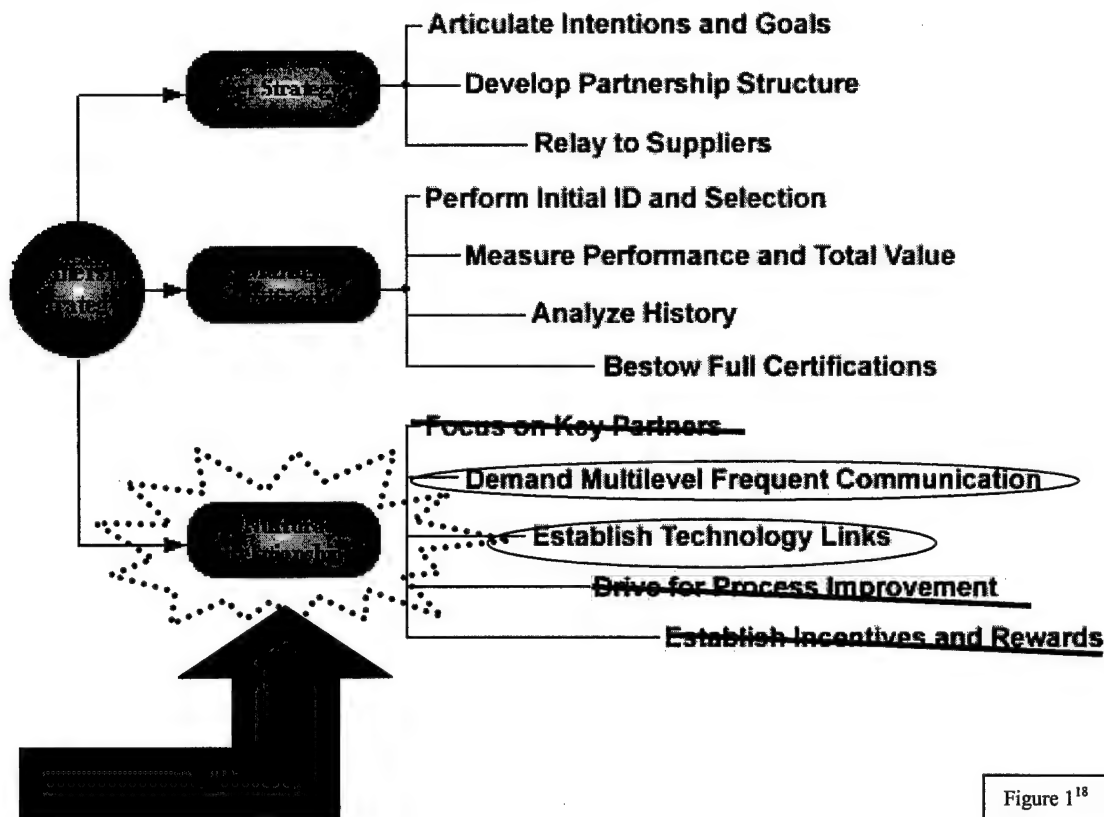 Articulate Intentions and Goals
Develop Partnership Structure
Relay to Suppliers
Perform Initial ID and Selection
Measure Performance and Total Value
Analyze History
Bestow Full Certifications
Focus on Key Partners
Demand Multilevel Frequent Communication
Establish Technology Links
Drive for Process Improvement
Establish Incentives and Rewards
Figure 1¹⁸